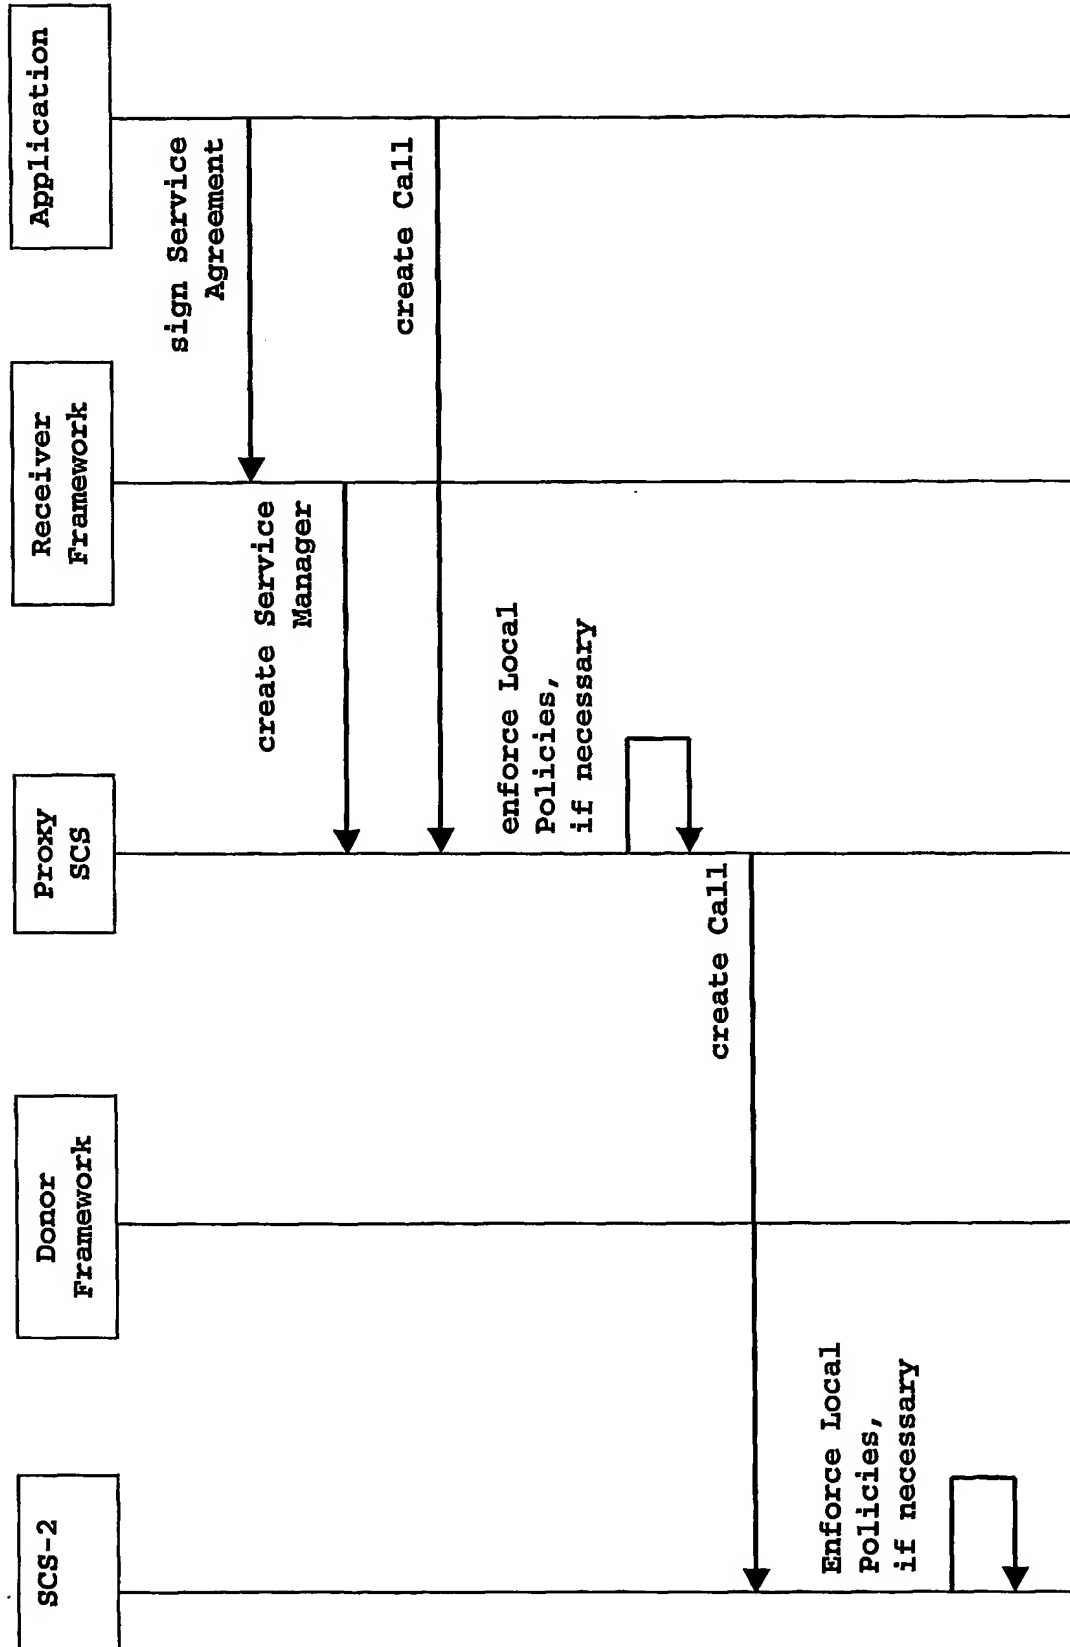 SCS-2
Donor
Framework
Proxy
SCS
Receiver
Framework
Application
sign Service
Agreement
create Service
Manager
create Call
enforce Local
Policies,
if necessary
create Call
Enforce Local
Policies,
if necessary